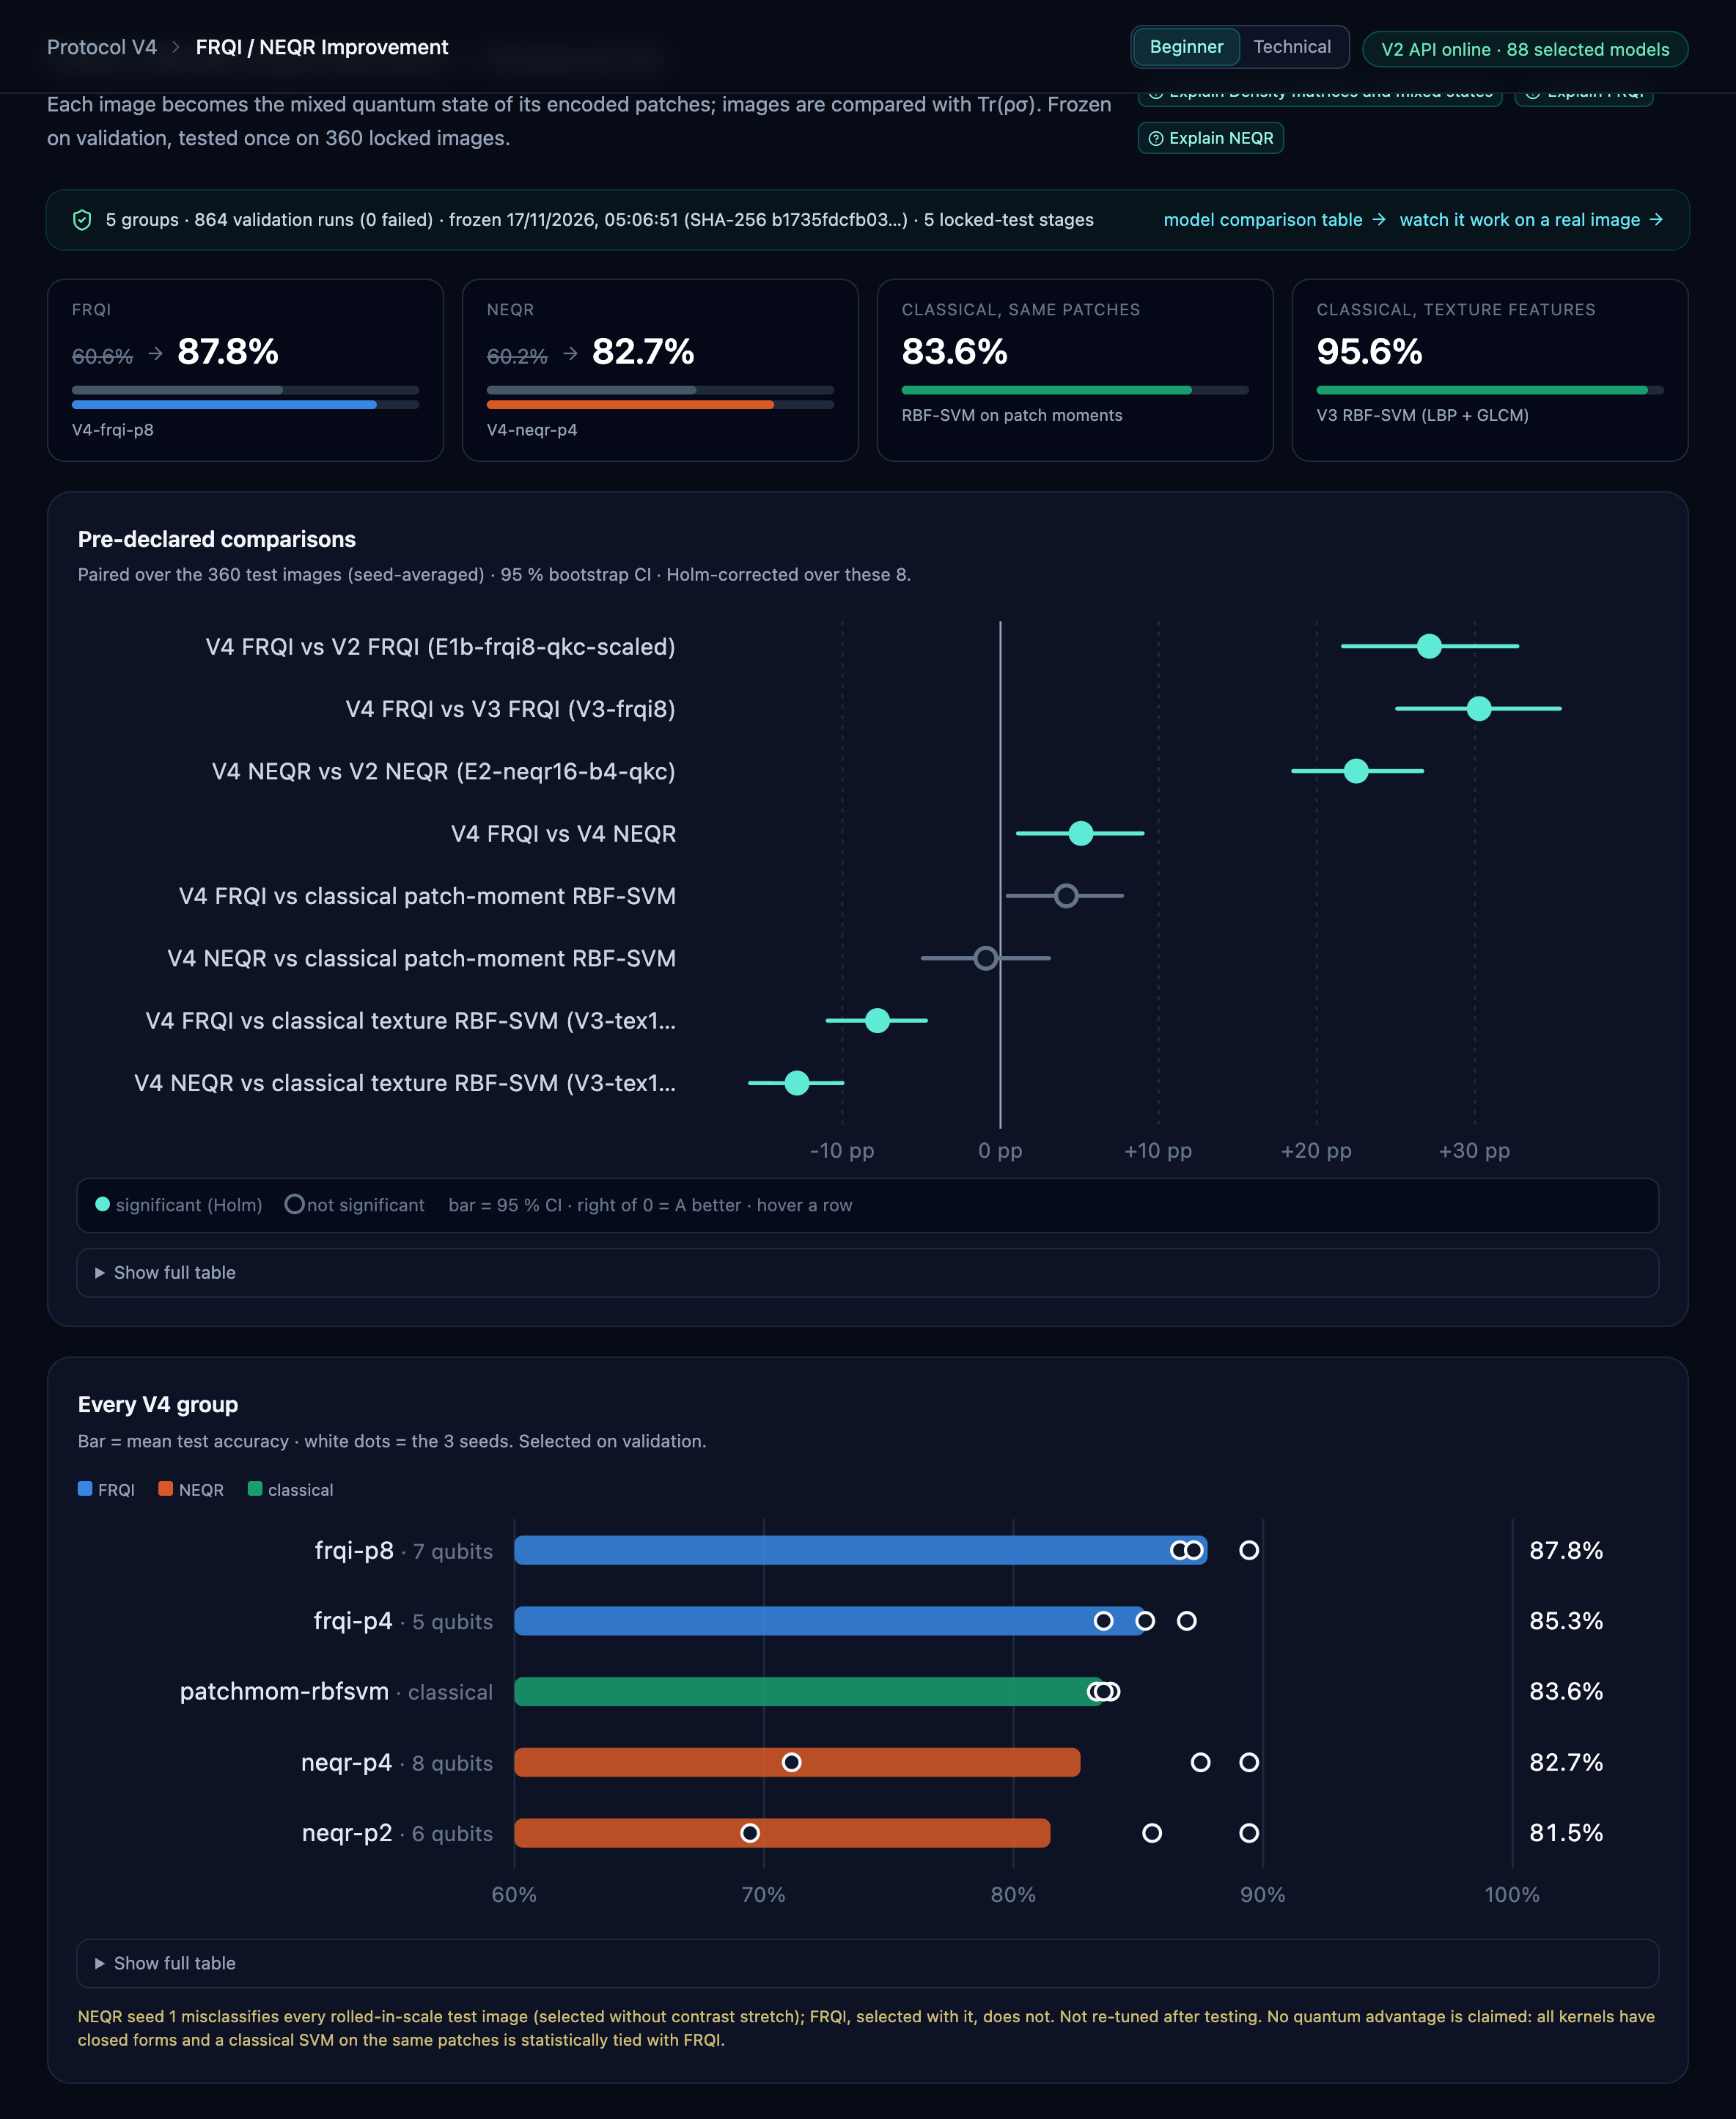 Protocol V4 > FRQI / NEQR Improvement
Beginner Technical
V2 API online · 88 selected models
Each image becomes the mixed quantum state of its encoded patches; images are compared with Tr(ρσ). Frozen
on validation, tested once on 360 locked images.
Explain Density matrices and mixed states
Explain FRQI
Explain NEQR
5 groups · 864 validation runs (0 failed) · frozen 17/11/2026, 05:06:51 (SHA-256 b1735fdcfb03...) · 5 locked-test stages
model comparison table →
watch it work on a real image →
FRQI
60.6% → 87.8%
V4-frqi-p8
NEQR
60.2% → 82.7%
V4-neqr-p4
CLASSICAL, SAME PATCHES
83.6%
RBF-SVM on patch moments
CLASSICAL, TEXTURE FEATURES
95.6%
V3 RBF-SVM (LBP + GLCM)
Pre-declared comparisons
Paired over the 360 test images (seed-averaged) · 95 % bootstrap CI · Holm-corrected over these 8.
V4 FRQI vs V2 FRQI (E1b-frqi8-qkc-scaled)
V4 FRQI vs V3 FRQI (V3-frqi8)
V4 NEQR vs V2 NEQR (E2-neqr16-b4-qkc)
V4 FRQI vs V4 NEQR
V4 FRQI vs classical patch-moment RBF-SVM
V4 NEQR vs classical patch-moment RBF-SVM
V4 FRQI vs classical texture RBF-SVM (V3-tex1...
V4 NEQR vs classical texture RBF-SVM (V3-tex1...
-10 pp 0 pp +10 pp +20 pp +30 pp
significant (Holm) not significant bar = 95 % CI · right of 0 = A better · hover a row
▶ Show full table
Every V4 group
Bar = mean test accuracy · white dots = the 3 seeds. Selected on validation.
FRQI NEQR classical
frqi-p8 · 7 qubits 87.8%
frqi-p4 · 5 qubits 85.3%
patchmom-rbfsvm · classical 83.6%
neqr-p4 · 8 qubits 82.7%
neqr-p2 · 6 qubits 81.5%
60% 70% 80% 90% 100%
▶ Show full table
NEQR seed 1 misclassifies every rolled-in-scale test image (selected without contrast stretch); FRQI, selected with it, does not. Not re-tuned after testing. No quantum advantage is claimed: all kernels have
closed forms and a classical SVM on the same patches is statistically tied with FRQI.